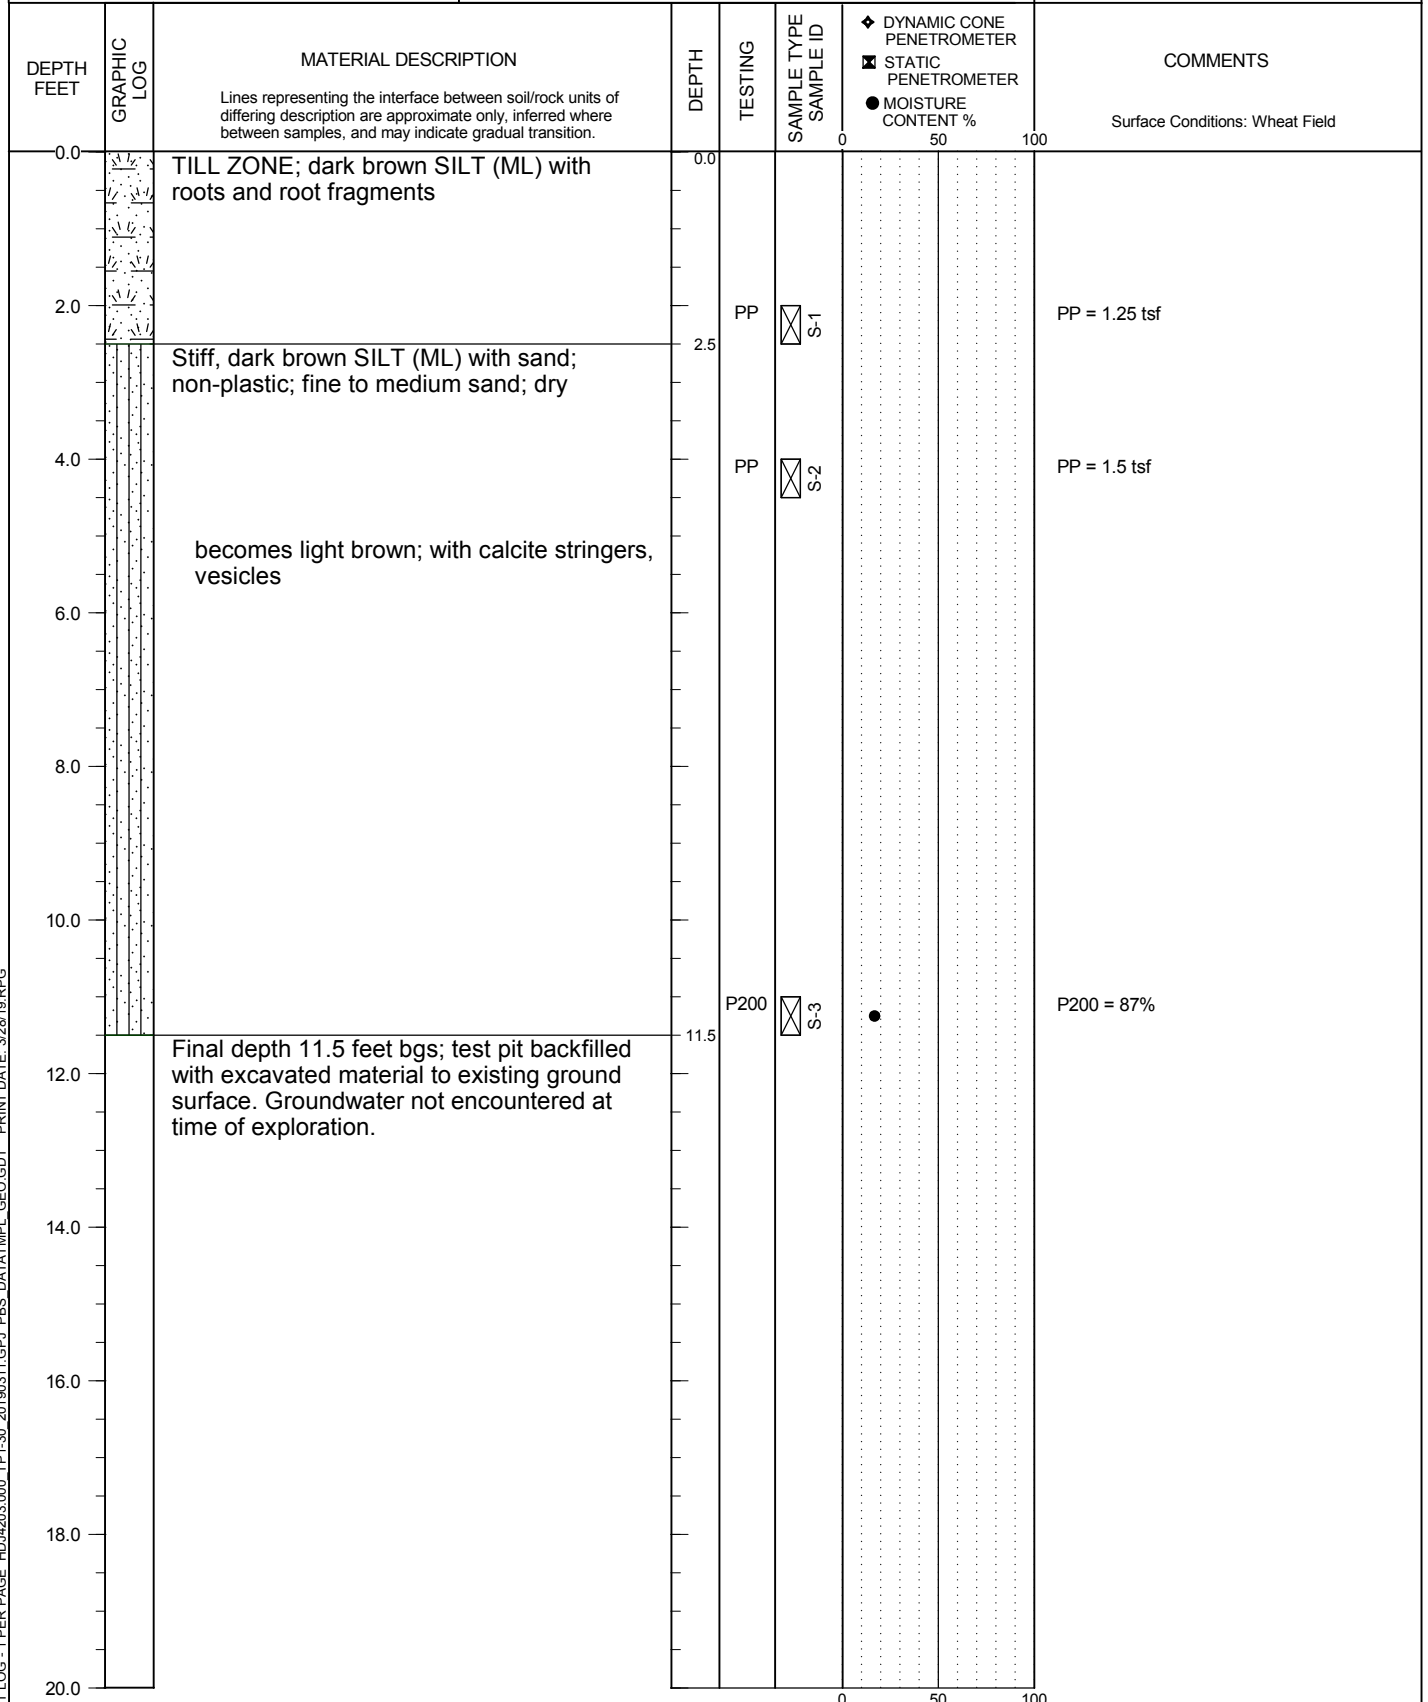 DEPTH
FEET
GRAPHIC
LOG
MATERIAL DESCRIPTION
Lines representing the interface between soil/rock units of
differing description are approximate only, inferred where
between samples, and may indicate gradual transition.
DEPTH
TESTING
SAMPLE TYPE
SAMPLE ID
DYNAMIC CONE
PENETROMETER
STATIC
PENETROMETER
MOISTURE
CONTENT %
0 50 100
COMMENTS
Surface Conditions: Wheat Field
0.0
TILL ZONE; dark brown SILT (ML) with
roots and root fragments
0.0
2.0
PP
S-1
PP = 1.25 tsf
2.5
Stiff, dark brown SILT (ML) with sand;
non-plastic; fine to medium sand; dry
4.0
PP
S-2
PP = 1.5 tsf
becomes light brown; with calcite stringers,
vesicles
6.0
8.0
10.0
P200
S-3
P200 = 87%
11.5
Final depth 11.5 feet bgs; test pit backfilled
with excavated material to existing ground
surface. Groundwater not encountered at
time of exploration.
12.0
14.0
16.0
18.0
20.0
0 50 100